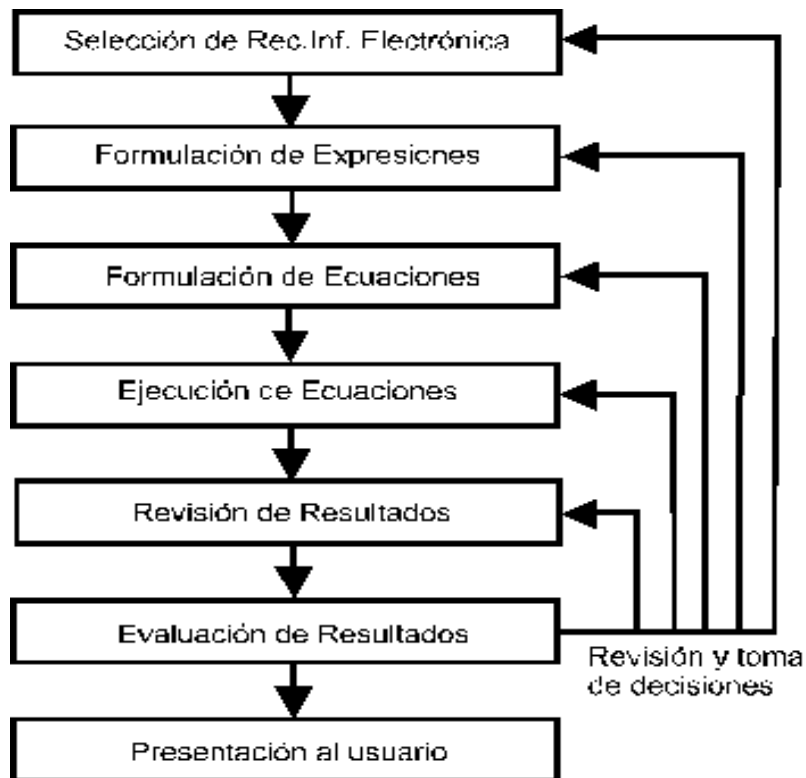 Selección de Rec.Inf. Electrónica
Formulación de Expresiones
Formulación de Ecuaciones
Ejecución de Ecuaciones
Revisión de Resultados
Evaluación de Resultados
Revisión y toma
de decisiones
Presentación al usuario